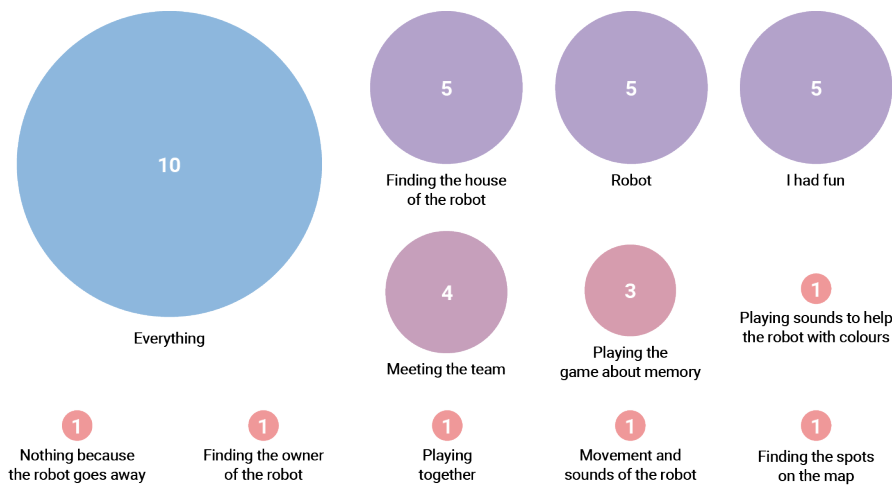 10
Everything
5
Finding the house
of the robot
5
Robot
5
I had fun
4
Meeting the team
3
Playing the
game about memory
1
Playing sounds to help
the robot with colours
1
Nothing because
the robot goes away
1
Finding the owner
of the robot
1
Playing
together
1
Movement and
sounds of the robot
1
Finding the spots
on the map